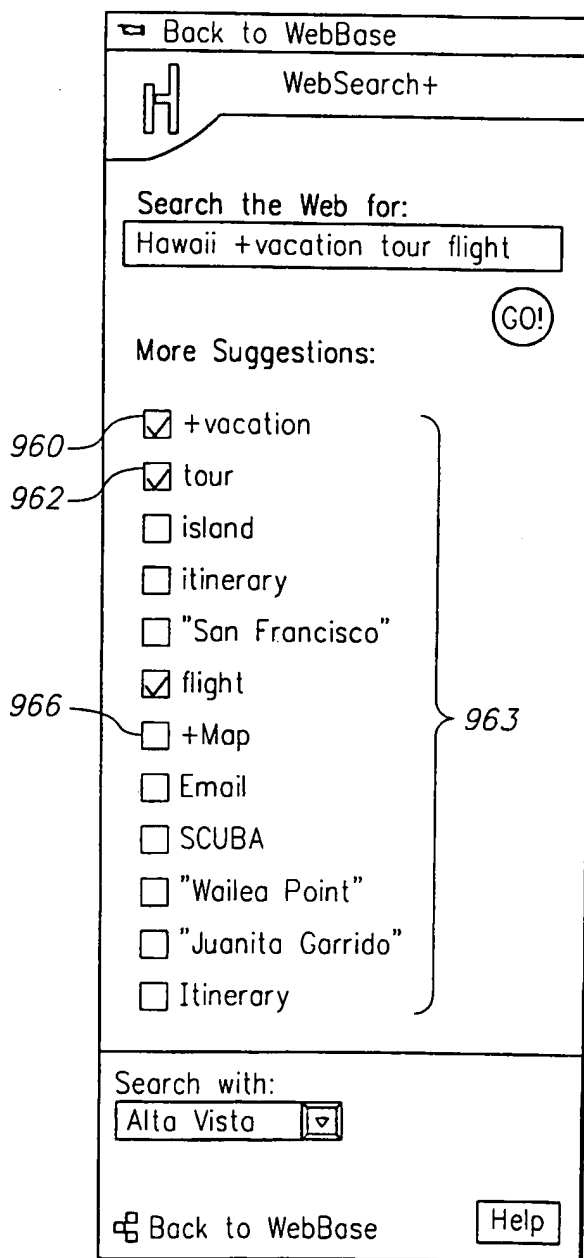 Back to WebBase
WebSearch+
Search the Web for:
Hawaii +vacation tour flight
GO!
More Suggestions:
960
+vacation
962
tour
island
itinerary
"San Francisco"
flight
966
+Map
963
Email
SCUBA
"Wailea Point"
"Juanita Garrido"
Itinerary
Search with:
Alta Vista
Back to WebBase
Help